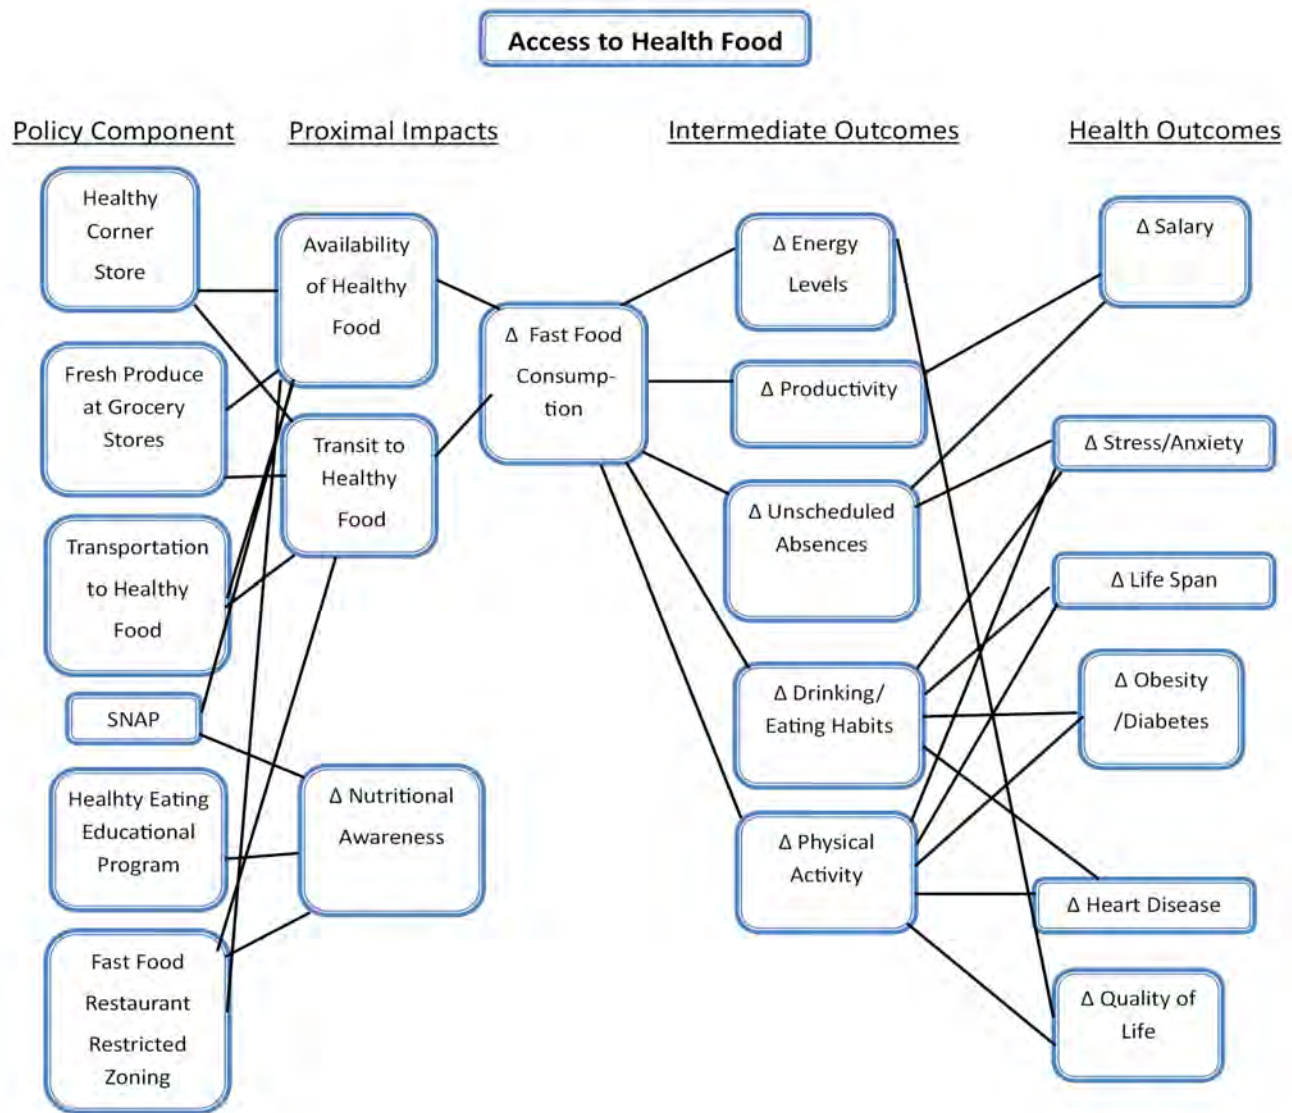 Access to Health Food
Policy Component
Proximal Impacts
Intermediate Outcomes
Health Outcomes
Healthy
Corner
Store
Fresh Produce
at Grocery
Stores
Transportation
to Healthy
Food
SNAP
Healhty Eating
Educational
Program
Fast Food
Restaurant
Restricted
Zoning
Availability
of Healthy
Food
Transit to
Healthy
Food
Δ Nutritional
Awareness
Δ Fast Food
Consump-
tion
Δ Energy
Levels
Δ Productivity
Δ Unscheduled
Absences
Δ Drinking/
Eating Habits
Δ Physical
Activity
Δ Salary
Δ Stress/Anxiety
Δ Life Span
Δ Obesity
/Diabetes
Δ Heart Disease
Δ Quality of
Life